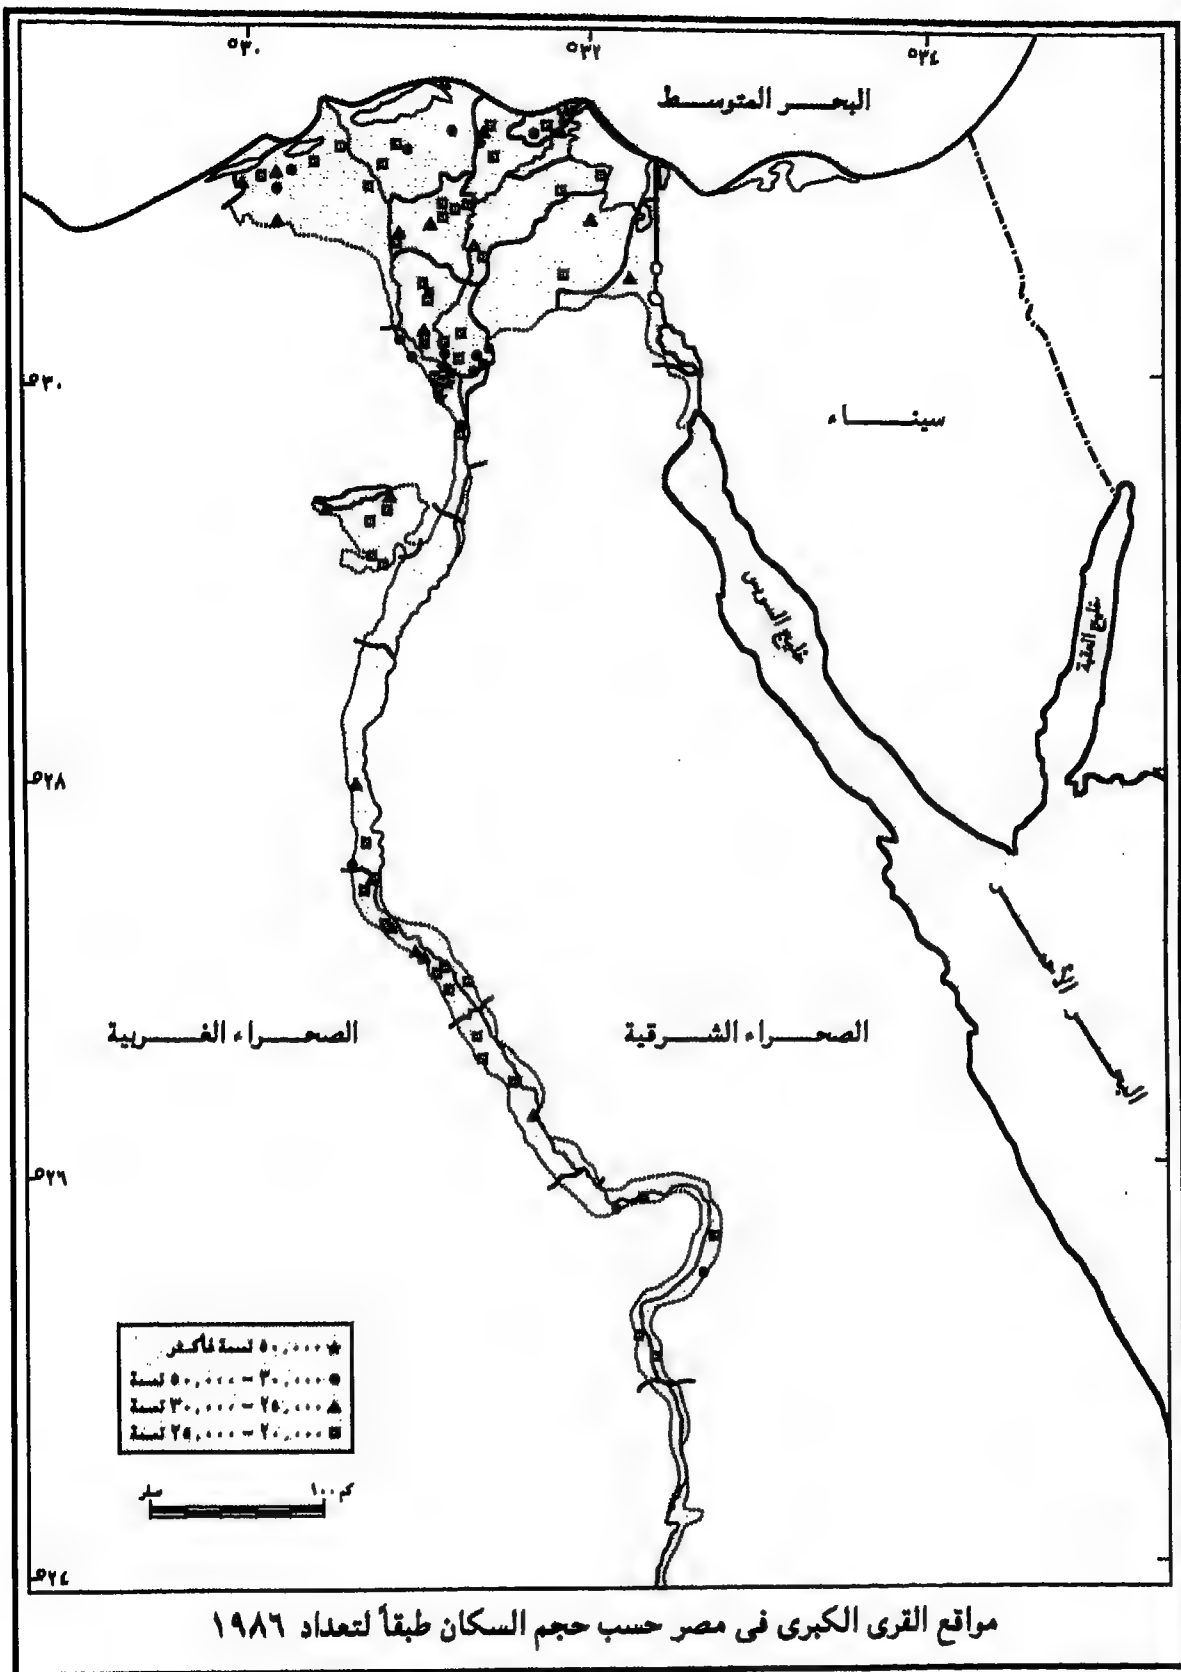 ٣٠°
٣٢°
٣٤°
البحر المتوسط
٣٠°
سيناء
خليج السويس
خليج العقبة
٢٨°
البحر الأحمر
الصحراء الغربية
الصحراء الشرقية
٢٦°
٥٠,٠٠٠ نسمة فأكثر
٣٠,٠٠٠ - ٥٠,٠٠٠ نسمة
٢٥,٠٠٠ - ٣٠,٠٠٠ نسمة
٢٠,٠٠٠ - ٢٥,٠٠٠ نسمة
صفر ١٠٠ كم
٢٤°
مواقع القرى الكبرى فى مصر حسب حجم السكان طبقاً لتعداد ١٩٨٦